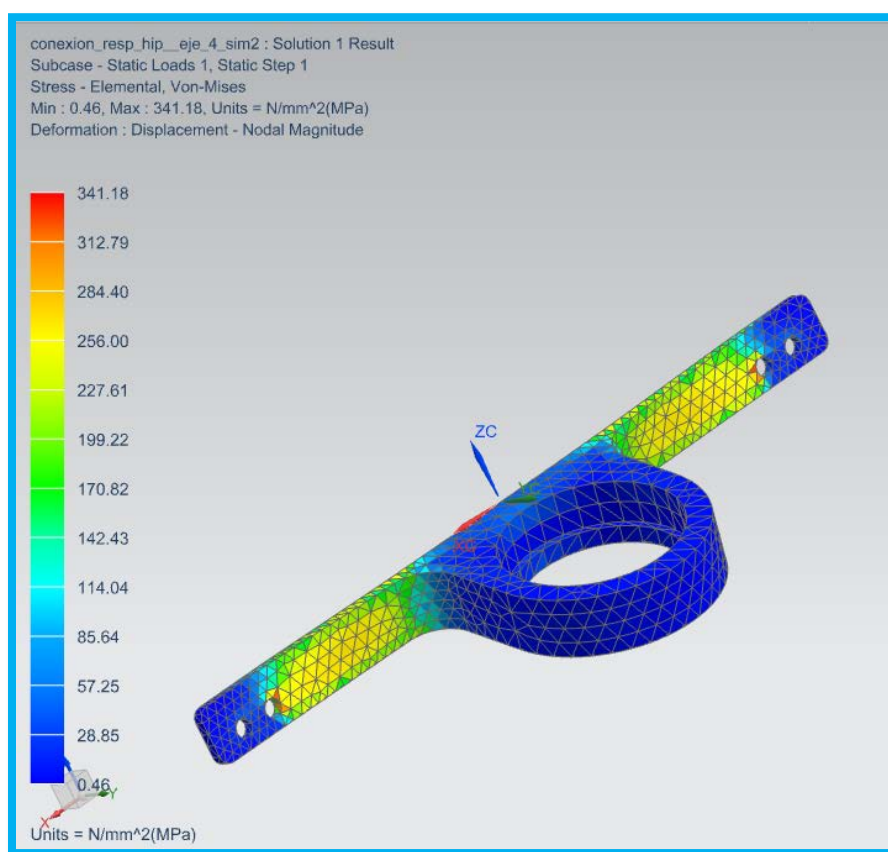 conexion_resp_hip__eje_4_sim2 : Solution 1 Result
Subcase - Static Loads 1, Static Step 1
Stress - Elemental, Von-Mises
Min : 0.46, Max : 341.18, Units = N/mm^2(MPa)
Deformation : Displacement - Nodal Magnitude
341.18
312.79
284.40
256.00
227.61
199.22
170.82
142.43
114.04
85.64
57.25
28.85
0.46
ZC
Y
X
Units = N/mm^2(MPa)